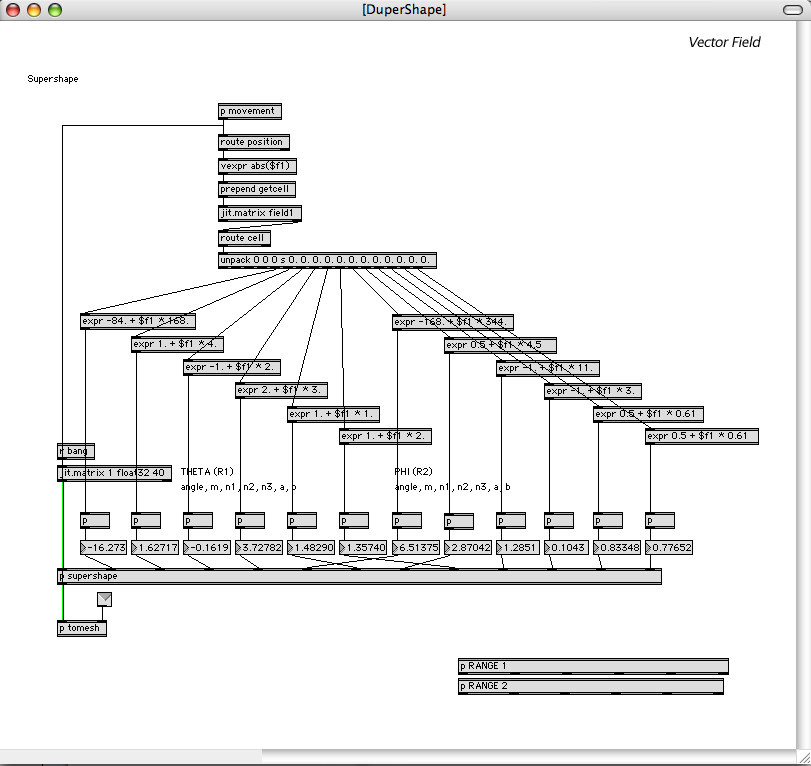 [DuperShape]
Vector Field
Supershape
p movement
route position
vexpr abs($f1)
prepend getcell
jit.matrix field1
route cell
unpack 0 0 0 s 0. 0. 0. 0. 0. 0. 0. 0. 0. 0. 0. 0.
expr -84. + $f1 * 168.
expr -168. + $f1 * 344.
expr 1. + $f1 * 4.
expr 0.5 + $f1 * 4.5
expr -1. + $f1 * 2.
expr -1. + $f1 * 11.
expr 2. + $f1 * 3.
expr -1. + $f1 * 3.
expr 1. + $f1 * 1.
expr 0.5 + $f1 * 0.61
expr 1. + $f1 * 2.
expr 0.5 + $f1 * 0.61
r bang
jit.matrix 1 float32 40
THETA (R1)
PHI (R2)
angle, m, n1, n2, n3, a, b
angle, m, n1, n2, n3, a, b
p p p p p p p p p p p p
-16.273 1.62717 -0.1619 3.72782 1.48290 1.35740 6.51375 2.87042 1.2851 0.1043 0.83348 0.77652
p supershape
p tomesh
p RANGE 1
p RANGE 2